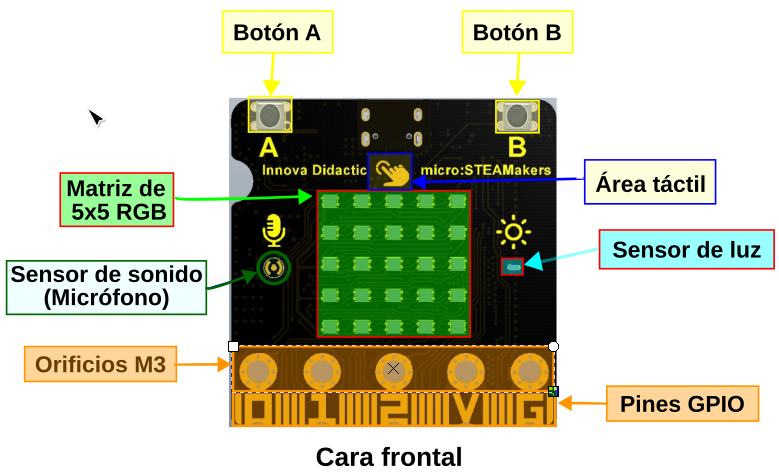 Botón A
Botón B
A
B
Innova Didactic
micro:STEAMakers
Matriz de
5x5 RGB
Área táctil
Sensor de luz
Sensor de sonido
(Micrófono)
Orificios M3
0 1 2 V G
Pines GPIO
Cara frontal